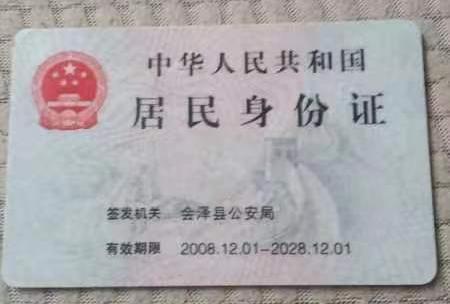 中华人民共和国
居民身份证
签发机关 会泽县公安局
有效期限 2008.12.01-2028.12.01